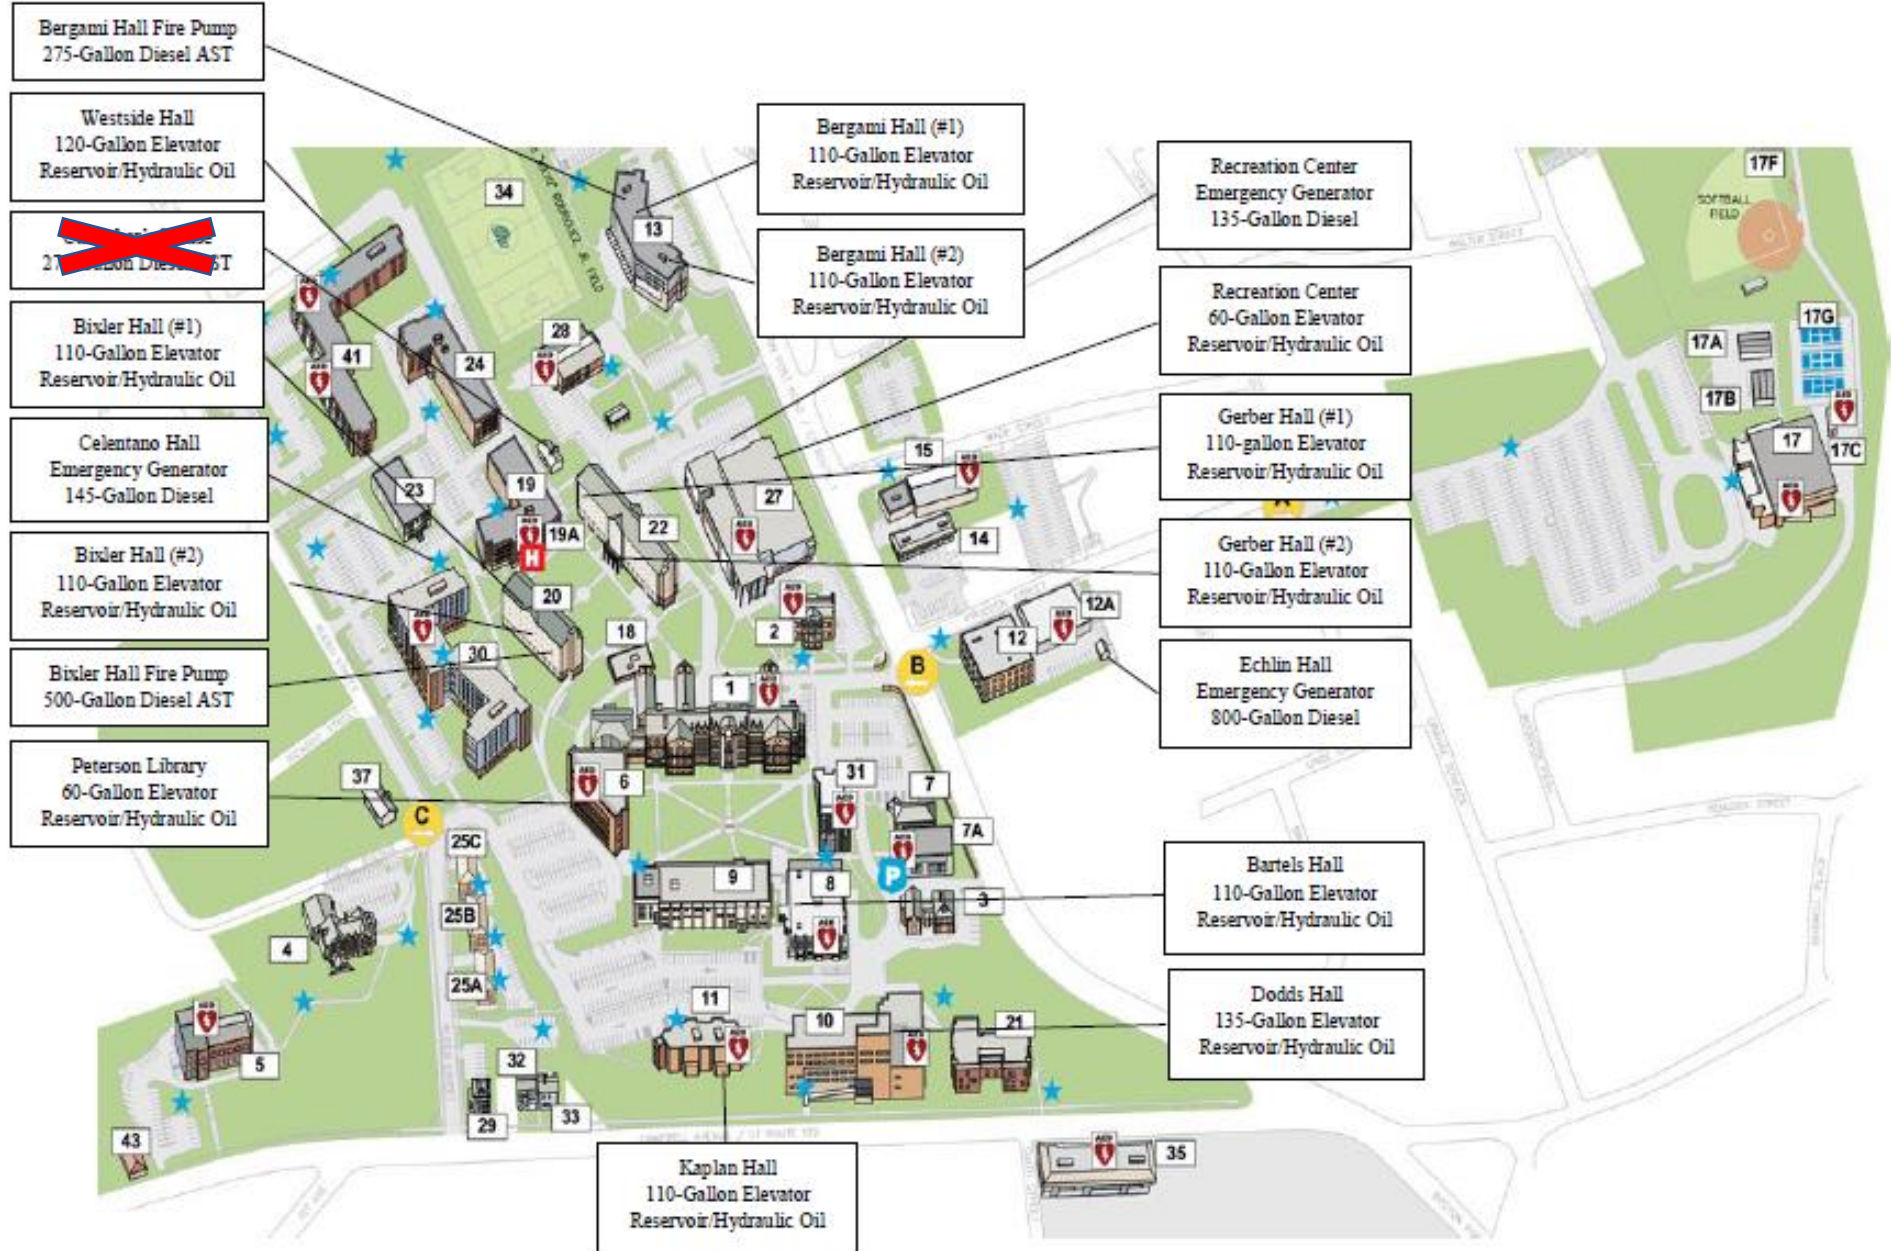 Bergami Hall Fire Pump
275-Gallon Diesel AST
Westside Hall
120-Gallon Elevator
Reservoir/Hydraulic Oil
Bixler Hall (#1)
110-Gallon Elevator
Reservoir/Hydraulic Oil
Celentano Hall
Emergency Generator
145-Gallon Diesel
Bixler Hall (#2)
110-Gallon Elevator
Reservoir/Hydraulic Oil
Bixler Hall Fire Pump
500-Gallon Diesel AST
Peterson Library
60-Gallon Elevator
Reservoir/Hydraulic Oil
Bergami Hall (#1)
110-Gallon Elevator
Reservoir/Hydraulic Oil
Bergami Hall (#2)
110-Gallon Elevator
Reservoir/Hydraulic Oil
Recreation Center
Emergency Generator
135-Gallon Diesel
Recreation Center
60-Gallon Elevator
Reservoir/Hydraulic Oil
Gerber Hall (#1)
110-gallon Elevator
Reservoir/Hydraulic Oil
Gerber Hall (#2)
110-Gallon Elevator
Reservoir/Hydraulic Oil
Echlin Hall
Emergency Generator
800-Gallon Diesel
Bartels Hall
110-Gallon Elevator
Reservoir/Hydraulic Oil
Dodds Hall
135-Gallon Elevator
Reservoir/Hydraulic Oil
Kaplan Hall
110-Gallon Elevator
Reservoir/Hydraulic Oil
34
13
28
41
24
23
19
19A
H
22
27
15
14
20
18
2
12
12A
30
1
B
37
C
6
31
7
7A
P
9
8
3
25C
25B
25A
4
5
11
10
21
32
29
33
43
35
17F
SOFTBALL
FIELD
17A
17G
17B
17
17C